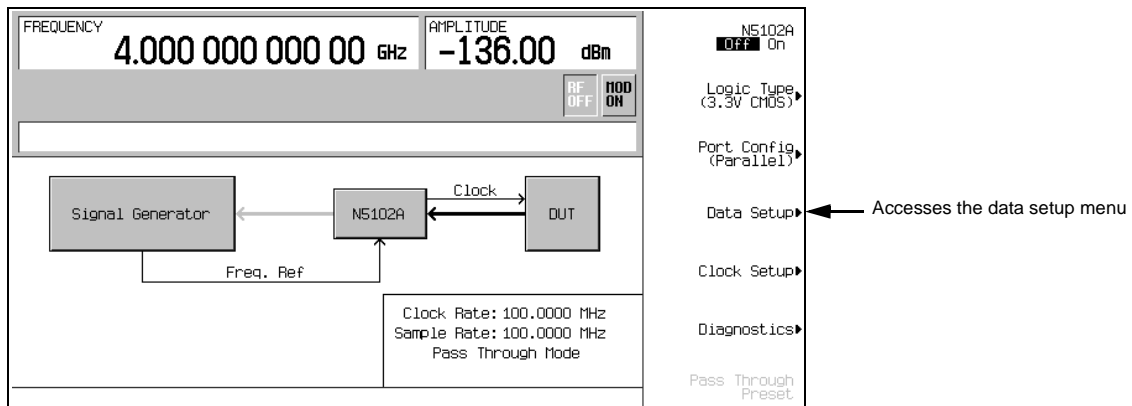 FREQUENCY
4.000 000 000 00 GHz
AMPLITUDE
-136.00 dBm
RF OFF
MOD ON
N5102A
Off On
Logic Type
(3.3V CMOS)
Port Config
(Parallel)
Data Setup
Accesses the data setup menu
Clock Setup
Diagnostics
Pass Through
Preset
Signal Generator
N5102A
Clock
DUT
Freq. Ref
Clock Rate: 100.0000 MHz
Sample Rate: 100.0000 MHz
Pass Through Mode